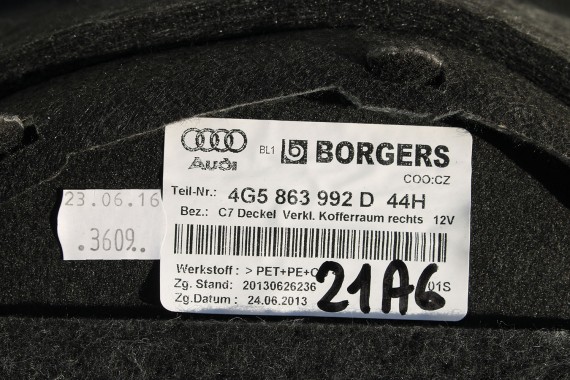 Audi
BL1 BORGERS
COO:CZ
Teil-Nr.: 4G5 863 992 D 44H
Bez.: C7 Deckel Verkl. Kofferraum rechts 12V
23.06.16
.3609..
Werkstoff : > PET+PE+
Zg. Stand: 20130626236 01S
Zg.Datum : 24.06.2013
21A6